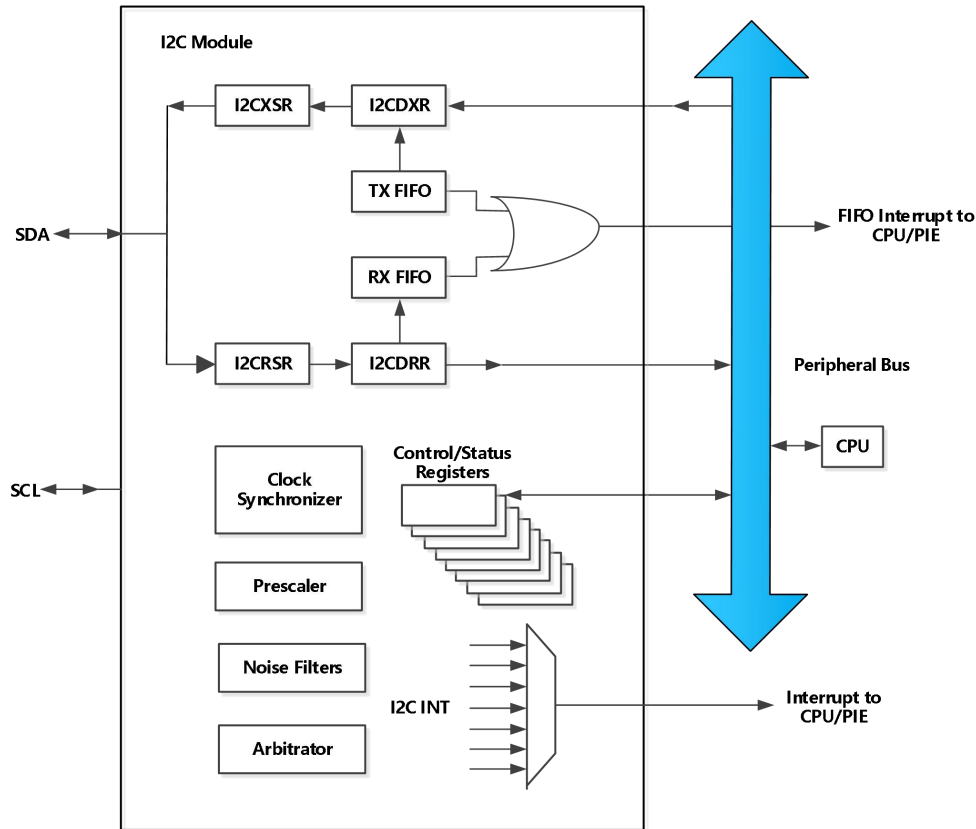 I2C Module
I2CXSR
I2CDXR
TX FIFO
SDA
FIFO Interrupt to
CPU/PIE
RX FIFO
I2CRSR
I2CDRR
Peripheral Bus
CPU
Control/Status
Registers
SCL
Clock
Synchronizer
Prescaler
Noise Filters
I2C INT
Interrupt to
CPU/PIE
Arbitrator